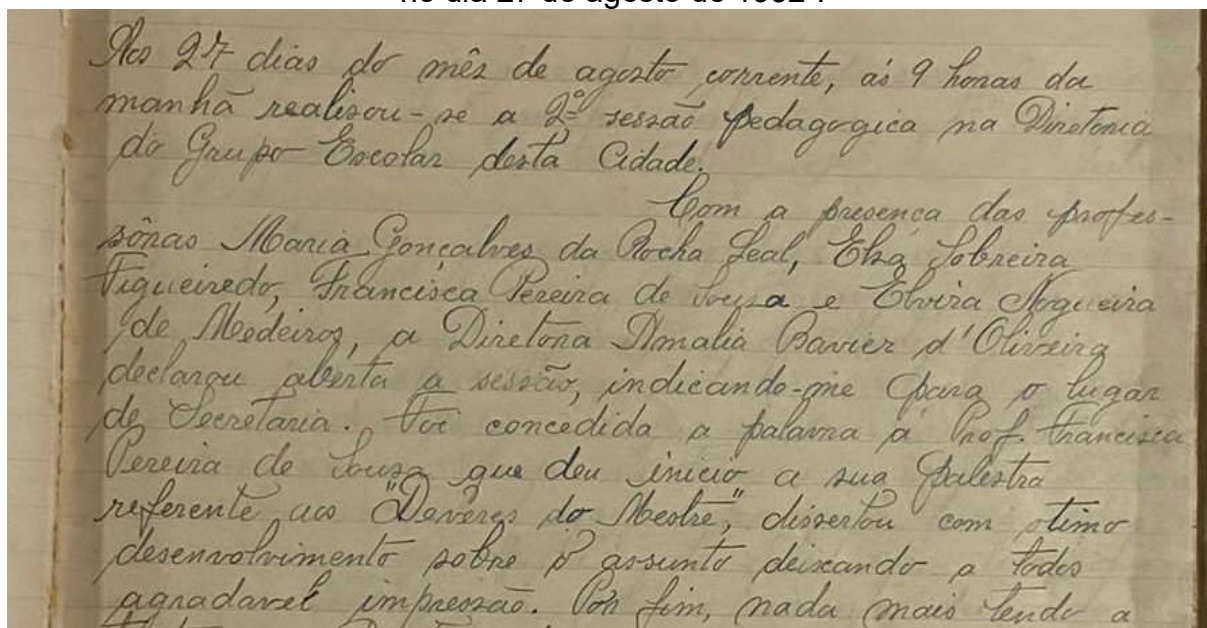 Aos 27 dias do mês de agosto corrente, ás 9 horas da
manhã realisou-se a 2ª sessão pedagogica na Diretoria
do Grupo Escolar desta Cidade.
Com a presença das profes-
sôras Maria Gonçalves da Rocha Leal, Elza Sobreira
Figueiredo, Francisca Pereira de Sousa e Elvira Nogueira
de Medeiros, a Diretora Amalia Xavier d'Oliveira
declarou aberta a sessão, indicando-me para o lugar
de Secretaria. Foi concedida a palavra á Prof. Francisca
Pereira de Sousa que deu inicio a sua palestra
referente aos "Devêres do Mestre", dissertou com otimo
desenvolvimento sobre o assunto deixando a todos
agradavel impressão. Por fim, nada mais tendo a